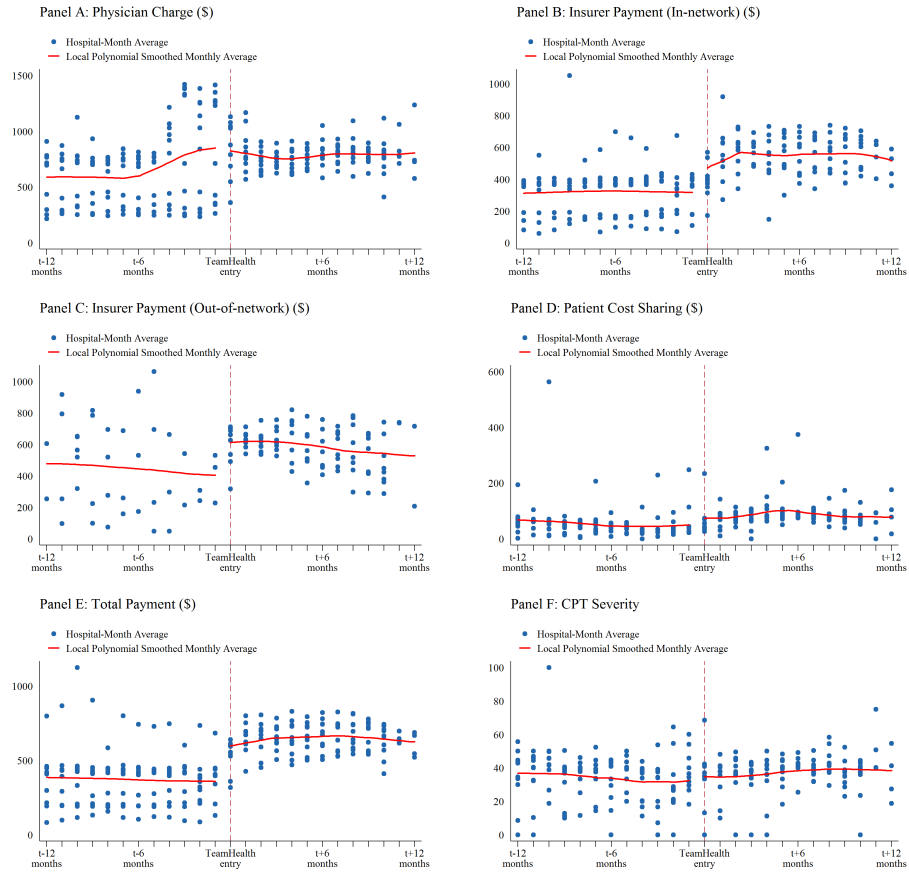 Panel A: Physician Charge ($)
Hospital-Month Average
Local Polynomial Smoothed Monthly Average
1500
1000
500
0
t-12 months
t-6 months
TeamHealth entry
t+6 months
t+12 months
Panel B: Insurer Payment (In-network) ($)
Hospital-Month Average
Local Polynomial Smoothed Monthly Average
1000
800
600
400
200
0
t-12 months
t-6 months
TeamHealth entry
t+6 months
t+12 months
Panel C: Insurer Payment (Out-of-network) ($)
Hospital-Month Average
Local Polynomial Smoothed Monthly Average
1000
800
600
400
200
0
t-12 months
t-6 months
TeamHealth entry
t+6 months
t+12 months
Panel D: Patient Cost Sharing ($)
Hospital-Month Average
Local Polynomial Smoothed Monthly Average
600
400
200
0
t-12 months
t-6 months
TeamHealth entry
t+6 months
t+12 months
Panel E: Total Payment ($)
Hospital-Month Average
Local Polynomial Smoothed Monthly Average
1000
500
0
t-12 months
t-6 months
TeamHealth entry
t+6 months
t+12 months
Panel F: CPT Severity
Hospital-Month Average
Local Polynomial Smoothed Monthly Average
100
80
60
40
20
0
t-12 months
t-6 months
TeamHealth entry
t+6 months
t+12 months